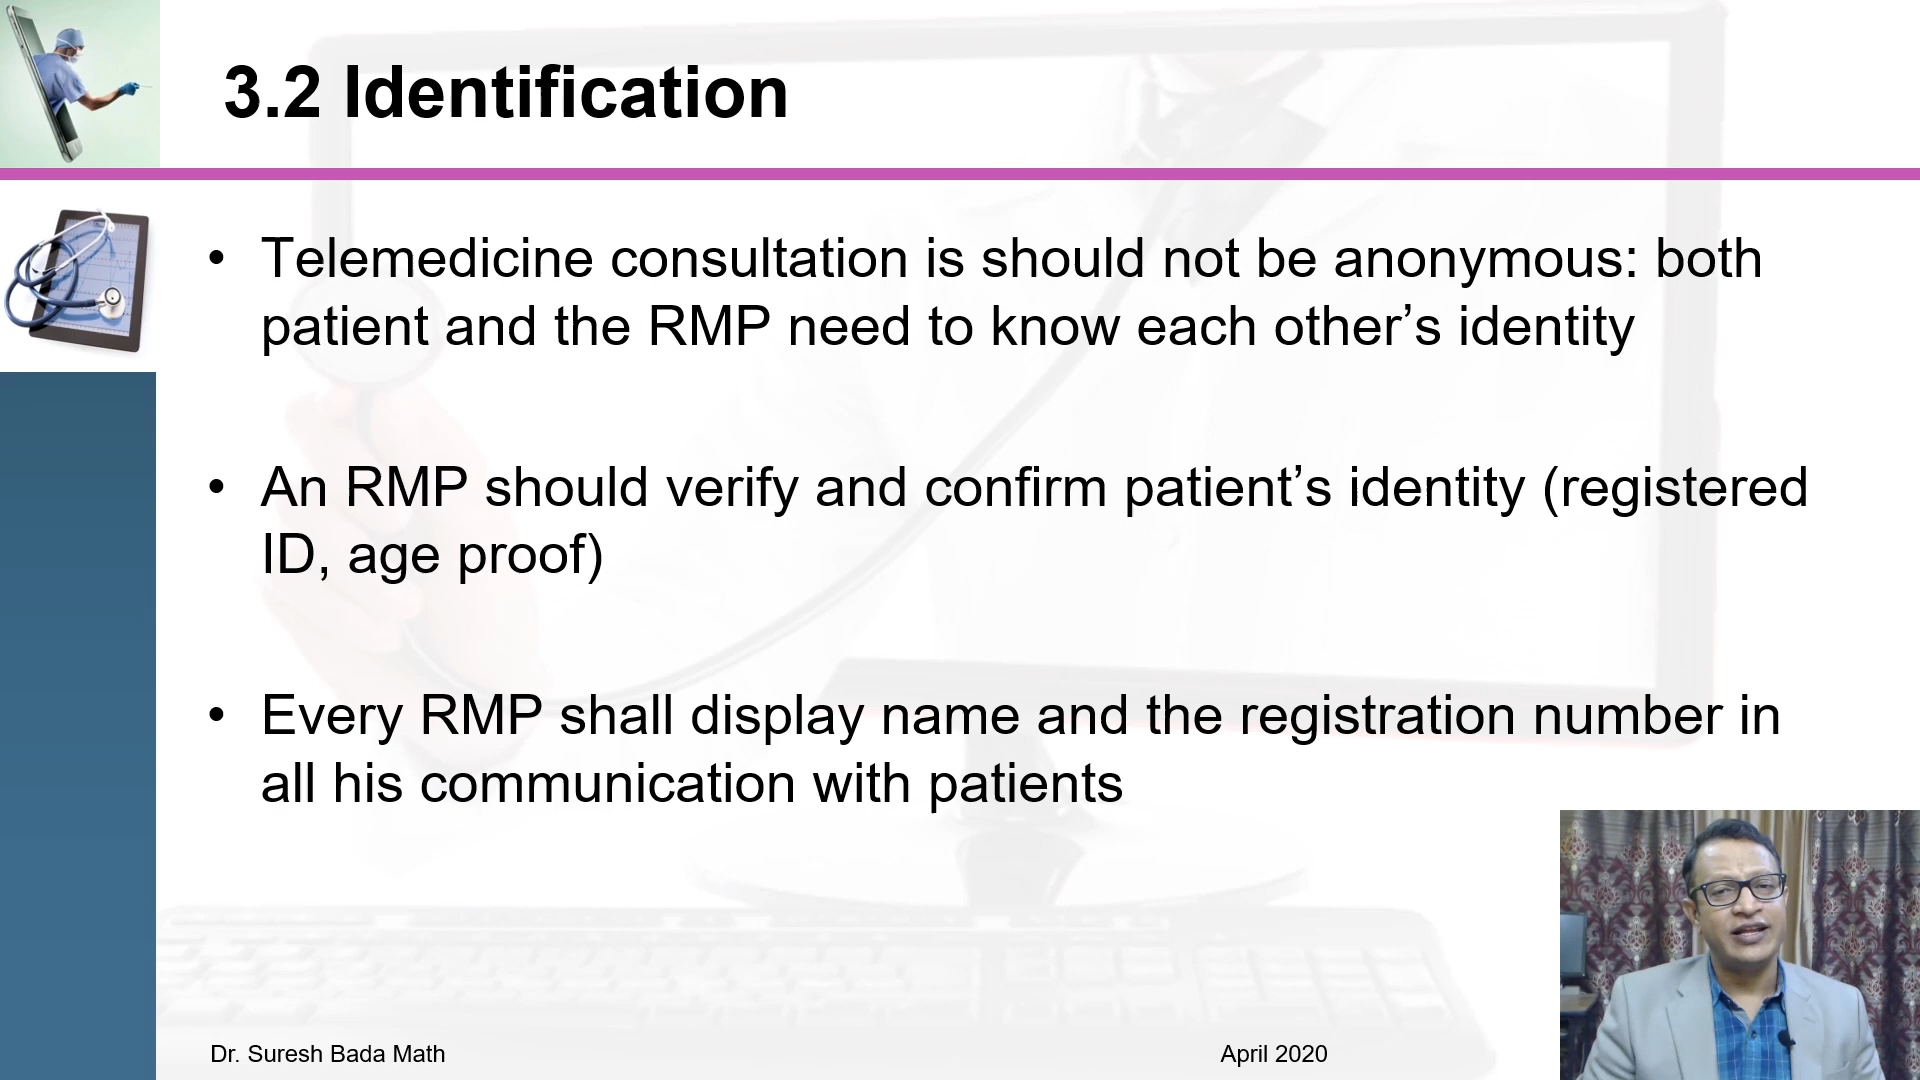 3.2 Identification
• Telemedicine consultation is should not be anonymous: both
patient and the RMP need to know each other’s identity
• An RMP should verify and confirm patient’s identity (registered
ID, age proof)
• Every RMP shall display name and the registration number in
all his communication with patients
Dr. Suresh Bada Math
April 2020